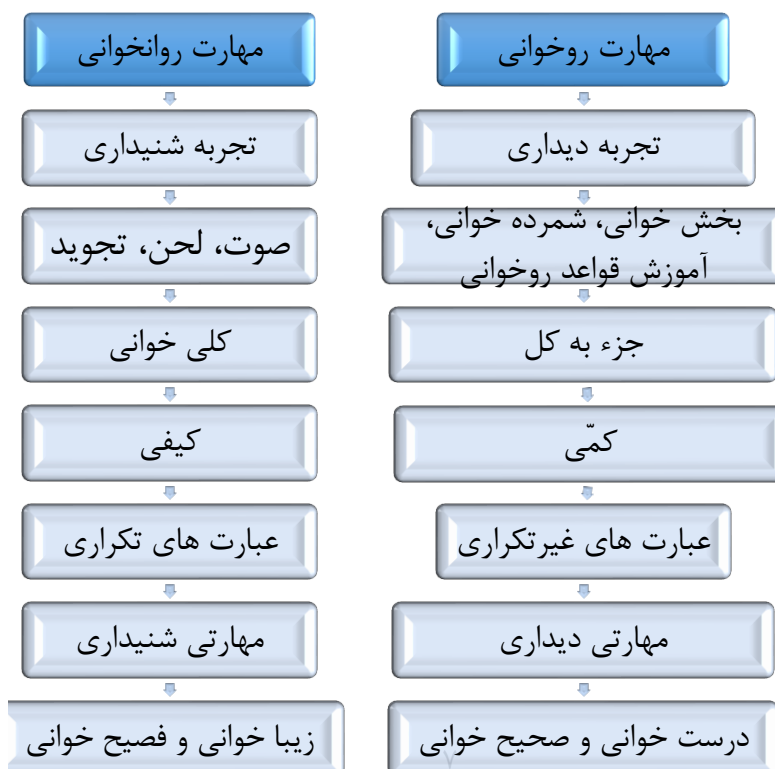 مهارت روخوانی
تجربه دیداری
بخش خوانی، شمرده خوانی،
آموزش قواعد روخوانی
جزء به کل
کمّی
عبارت های غیرتکراری
مهارتی دیداری
درست خوانی و صحیح خوانی
مهارت روانخوانی
تجربه شنیداری
صوت، لحن، تجوید
کلی خوانی
کیفی
عبارت های تکراری
مهارتی شنیداری
زیبا خوانی و فصیح خوانی